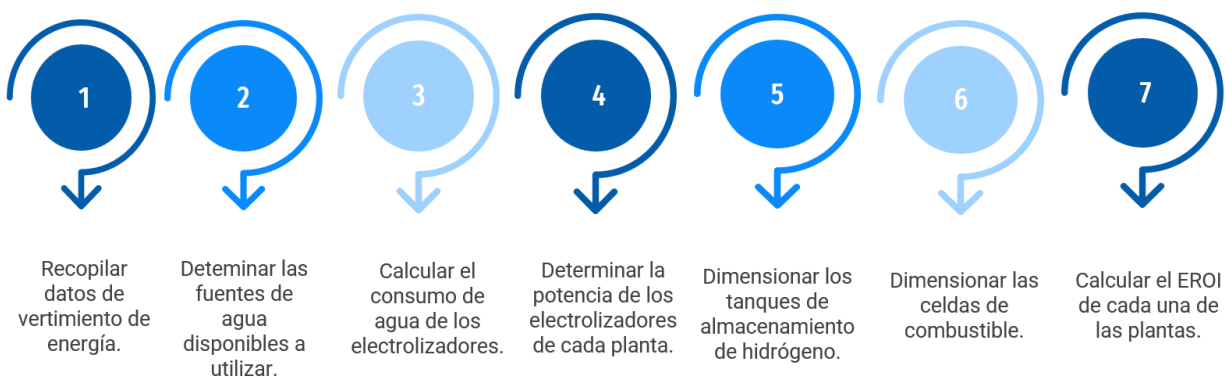 1
Recopilar
datos de
vertimiento de
energía.
2
Deteminar las
fuentes de
agua
disponibles a
utilizar.
3
Calcular el
consumo de
agua de los
electrolizadores.
4
Determinar la
potencia de los
electrolizadores
de cada planta.
5
Dimensionar los
tanques de
almacenamiento
de hidrógeno.
6
Dimensionar las
celdas de
combustible.
7
Calcular el EROI
de cada una de
las plantas.